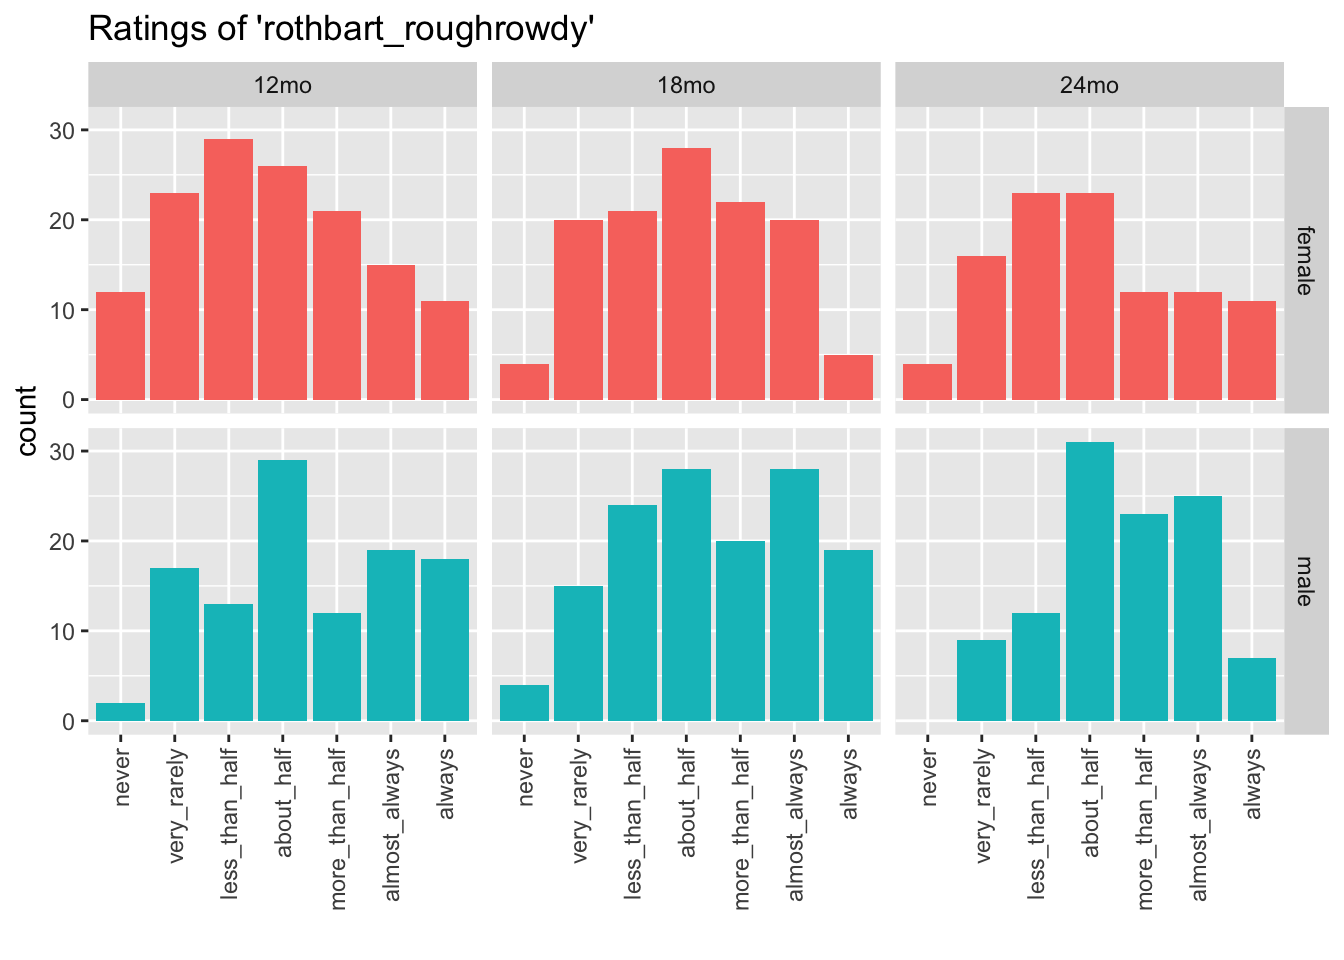 Ratings of 'rothbart_roughrowdy'
12mo 18mo 24mo
30
20
10
0
female
count
30
20
10
0
male
never very_rarely less_than_half about_half more_than_half almost_always always never very_rarely less_than_half about_half more_than_half almost_always always never very_rarely less_than_half about_half more_than_half almost_always always